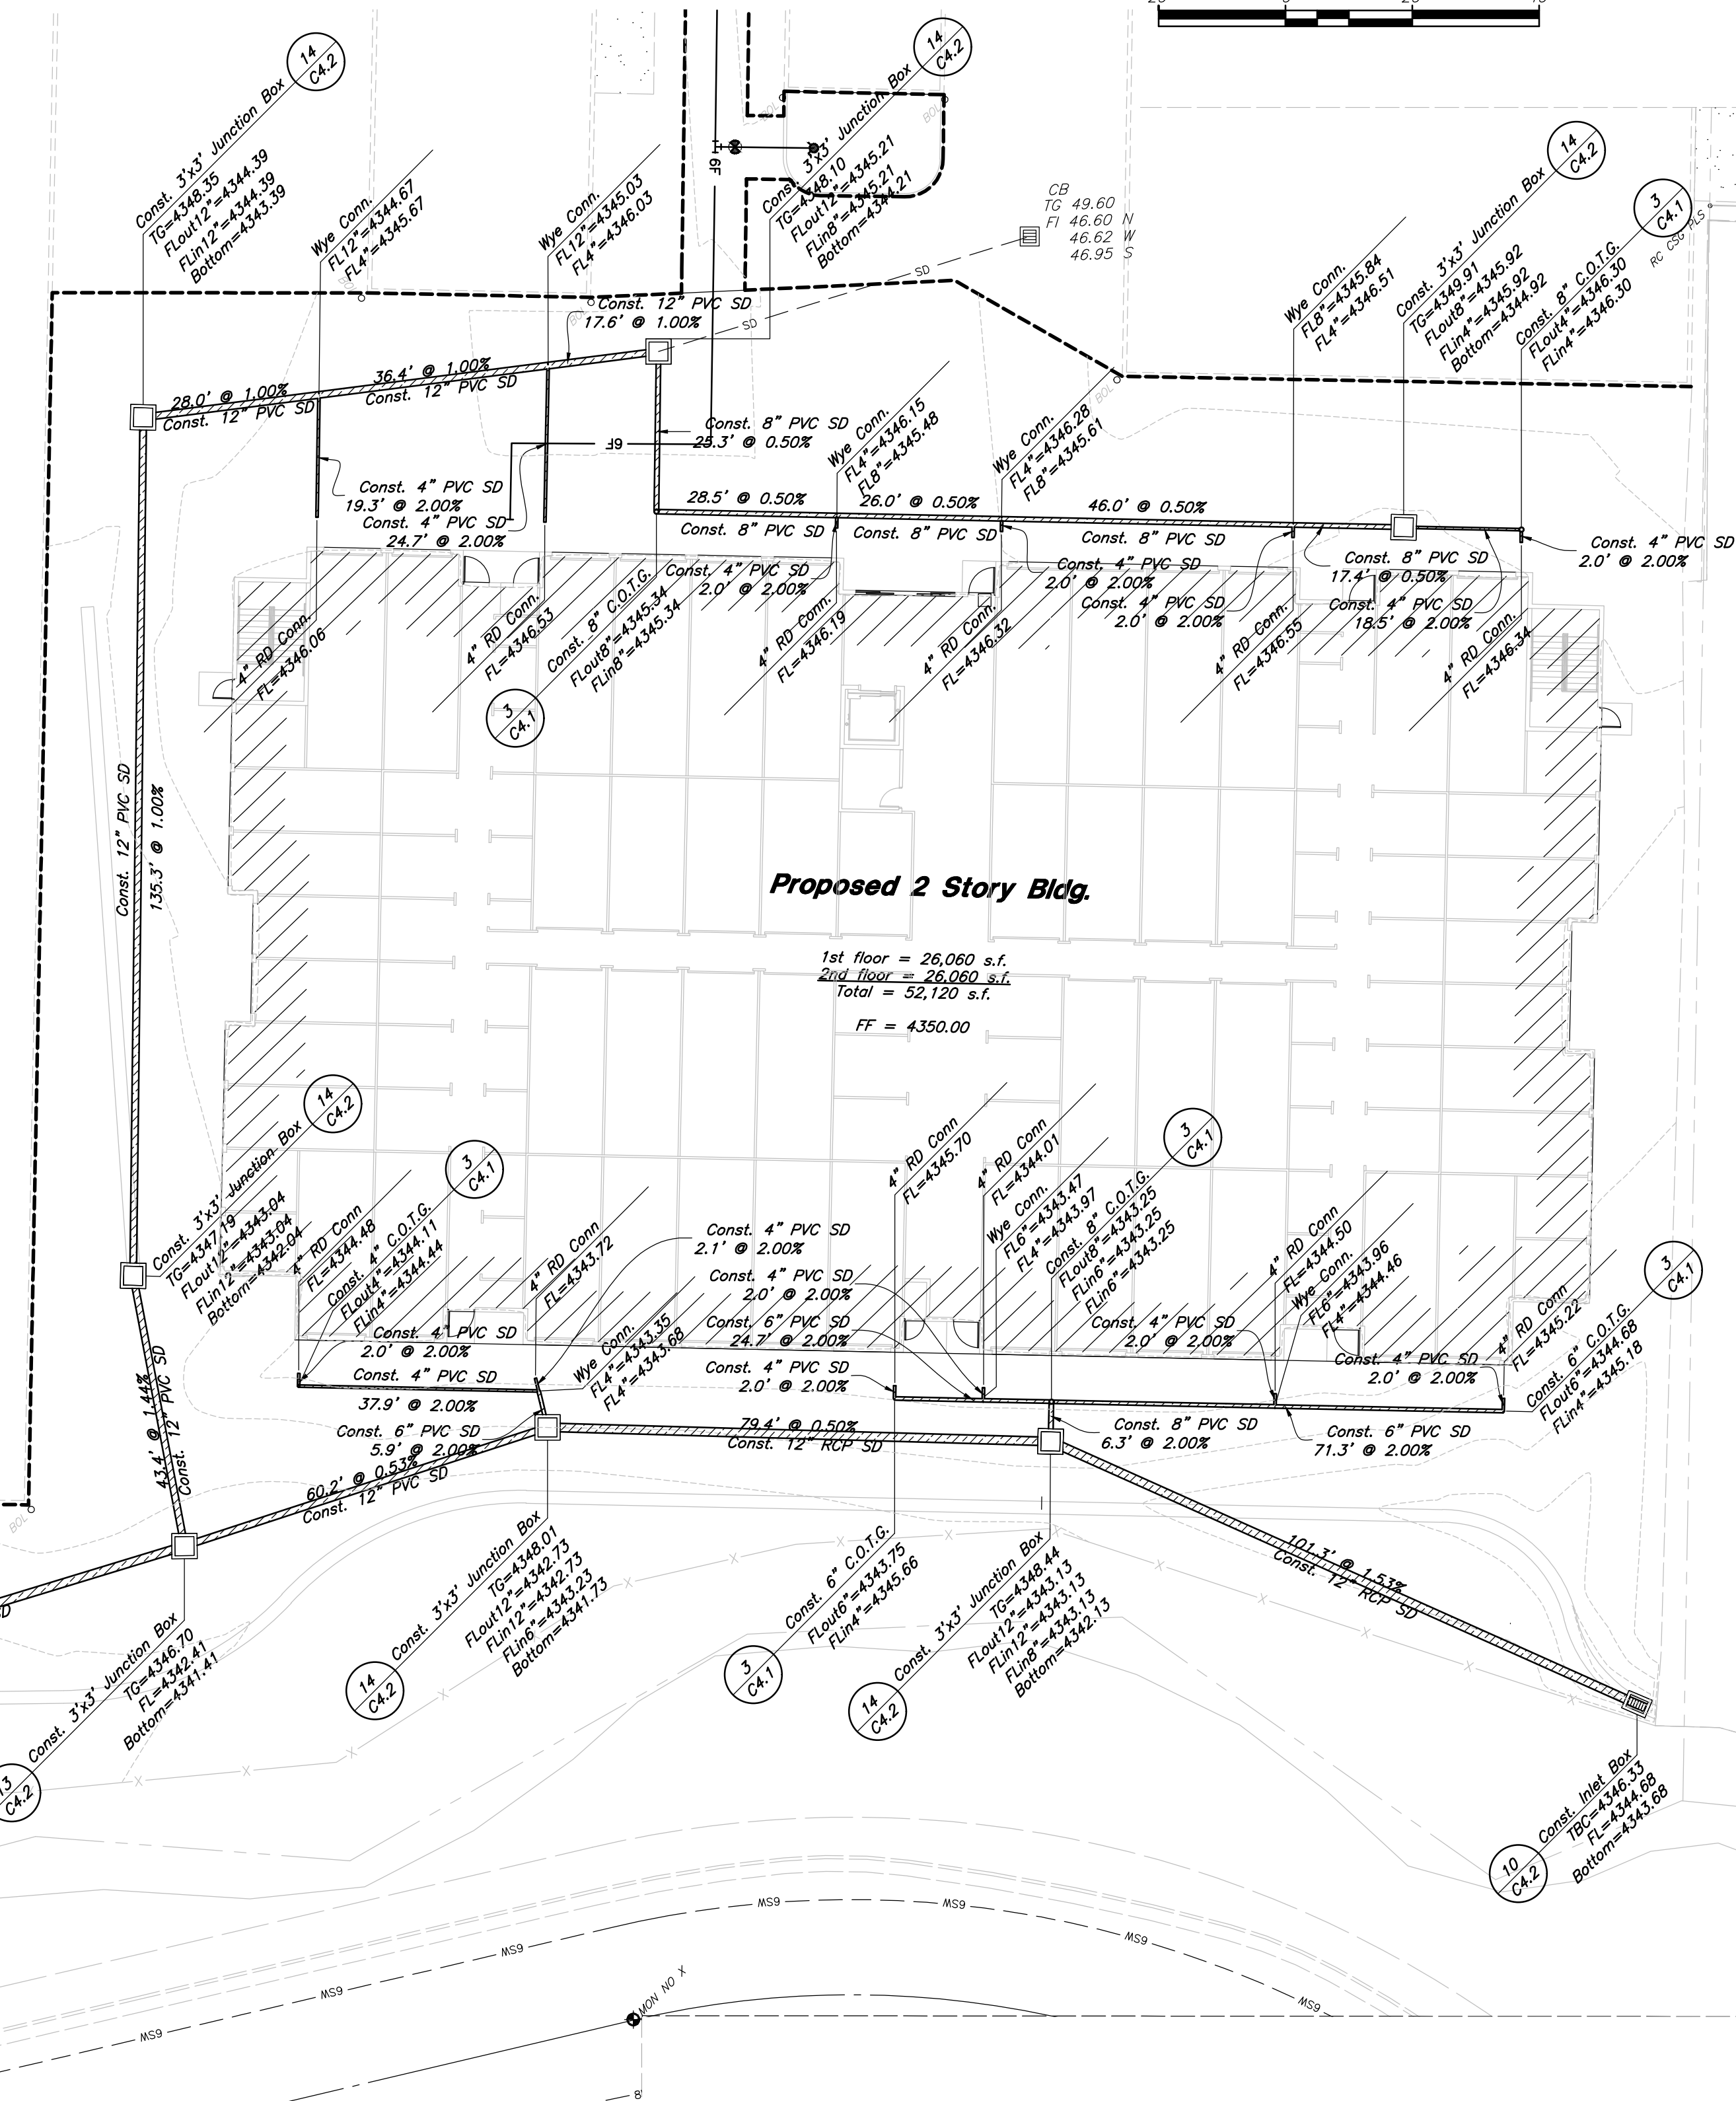 14
C4.2
Const. 3'x3' Junction Box
TG=4348.35
FLout12"=4344.39
FLin12"=4344.39
Bottom=4343.39
Wye Conn.
FL12"=4344.67
FL4"=4345.67
Wye Conn.
FL12"=4345.03
FL4"=4346.03
6F
14
C4.2
Const. 3'x3' Junction Box
TG=4348.10
FLout12"=4345.21
FLin8"=4345.21
Bottom=4344.21
BOL
BOL
CB
TG 49.60
FI 46.60 N
46.62 W
46.95 S
SD
SD
Wye Conn.
FL8"=4345.84
FL4"=4346.51
14
C4.2
Const. 3'x3' Junction Box
TG=4349.91
FLout8"=4345.92
FLin4"=4345.92
Bottom=4344.92
3
C4.1
Const. 8" C.O.T.G.
FLout4"=4346.30
FLin4"=4346.30
RC CSG PLS
BOL
BOL
BOL
Const. 12" PVC SD
17.6' @ 1.00%
36.4' @ 1.00%
Const. 12" PVC SD
28.0' @ 1.00%
Const. 12" PVC SD
Const. 8" PVC SD
25.3' @ 0.50%
6F
Const. 4" PVC SD
19.3' @ 2.00%
Const. 4" PVC SD
24.7' @ 2.00%
Wye Conn.
FL4"=4346.15
FL8"=4345.48
Wye Conn.
FL4"=4346.28
FL8"=4345.61
28.5' @ 0.50%
Const. 8" PVC SD
26.0' @ 0.50%
Const. 8" PVC SD
46.0' @ 0.50%
Const. 8" PVC SD
Const. 4" PVC SD
2.0' @ 2.00%
Const. 4" PVC SD
2.0' @ 2.00%
Const. 4" PVC SD
2.0' @ 2.00%
Const. 8" PVC SD
17.4' @ 0.50%
Const. 4" PVC SD
18.5' @ 2.00%
Const. 4" PVC SD
2.0' @ 2.00%
4" RD Conn.
FL=4346.06
4" RD Conn.
FL=4346.53
Const. 8" C.O.T.G.
FLout8"=4345.34
FLin8"=4345.34
3
C4.1
4" RD Conn.
FL=4346.19
4" RD Conn.
FL=4346.32
4" RD Conn.
FL=4346.55
4" RD Conn.
FL=4346.34
Const. 12" PVC SD
135.3' @ 1.00%
Proposed 2 Story Bldg.
1st floor = 26,060 s.f.
2nd floor = 26,060 s.f.
Total = 52,120 s.f.
FF = 4350.00
14
C4.2
Const. 3'x3' Junction Box
TG=4347.19
FLout12"=4343.04
FLin12"=4343.04
Bottom=4342.04
4" RD Conn
FL=4344.48
3
C4.1
Const. 4" C.O.T.G.
FLout4"=4344.11
FLin4"=4344.44
4" RD Conn
FL=4343.72
Wye Conn.
FL4"=4343.35
FL4"=4343.68
Const. 4" PVC SD
2.1' @ 2.00%
Const. 4" PVC SD
2.0' @ 2.00%
Const. 6" PVC SD
24.7' @ 2.00%
Const. 4" PVC SD
2.0' @ 2.00%
4" RD Conn
FL=4345.70
4" RD Conn
FL=4344.01
Wye Conn.
FL6"=4343.47
FL4"=4343.97
3
C4.1
Const. 8" C.O.T.G.
FLout8"=4343.25
FLin6"=4343.25
FLin6"=4343.25
4" RD Conn
FL=4344.50
Wye Conn.
FL6"=4343.96
FL4"=4344.46
3
C4.1
4" RD Conn
FL=4345.22
Const. 6" C.O.T.G.
FLout6"=4344.68
FLin4"=4345.18
Const. 4" PVC SD
2.0' @ 2.00%
Const. 4" PVC SD
37.9' @ 2.00%
Const. 6" PVC SD
5.9' @ 2.00%
Const. 4" PVC SD
2.0' @ 2.00%
Const. 4" PVC SD
2.0' @ 2.00%
79.4' @ 0.50%
Const. 12" RCP SD
Const. 8" PVC SD
6.3' @ 2.00%
Const. 6" PVC SD
71.3' @ 2.00%
43.4' @ 1.44%
Const. 12" PVC SD
60.2' @ 0.53%
Const. 12" PVC SD
101.3' @ 1.53%
Const. 12" RCP SD
BOL
SD
Const. 3'x3' Junction Box
TG=4346.70
FL=4342.41
Bottom=4341.41
13
C4.2
Const. 3'x3' Junction Box
TG=4348.01
FLout12"=4342.73
FLin12"=4342.73
FLin6"=4343.23
Bottom=4341.73
14
C4.2
Const. 6" C.O.T.G.
FLout6"=4343.75
FLin4"=4345.66
3
C4.1
Const. 3'x3' Junction Box
TG=4348.44
FLout12"=4343.13
FLin12"=4343.13
FLin8"=4343.13
Bottom=4342.13
14
C4.2
Const. Inlet Box
TBC=4346.33
FL=4344.68
Bottom=4343.68
10
C4.2
6SW
6SW
6SW
6SW
6SW
6SW
6SW
MON NO X
8'